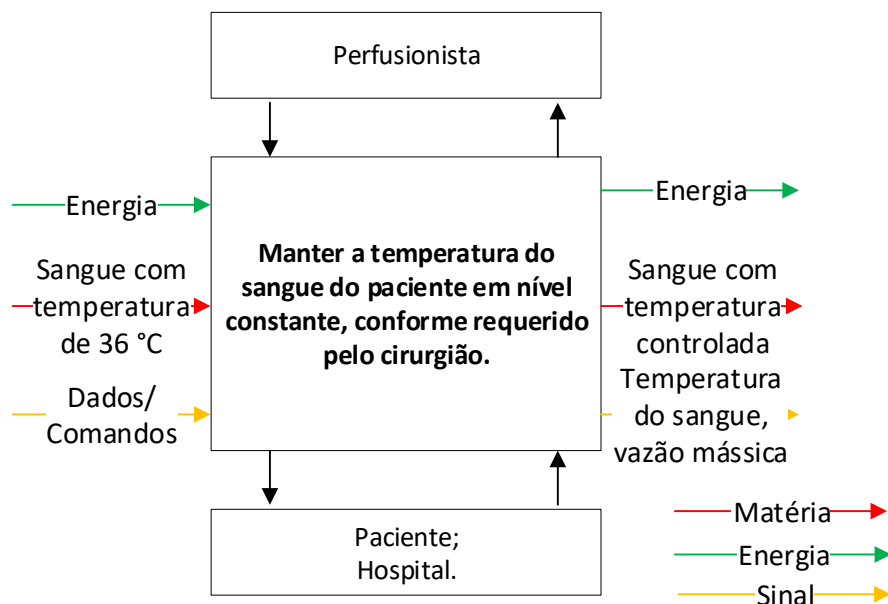 Perfusionista
Energia
Sangue com
temperatura
de 36 °C
Dados/
Comandos
Manter a temperatura do
sangue do paciente em nível
constante, conforme requerido
pelo cirurgião.
Energia
Sangue com
temperatura
controlada
Temperatura
do sangue,
vazão mássica
Paciente;
Hospital.
Matéria
Energia
Sinal